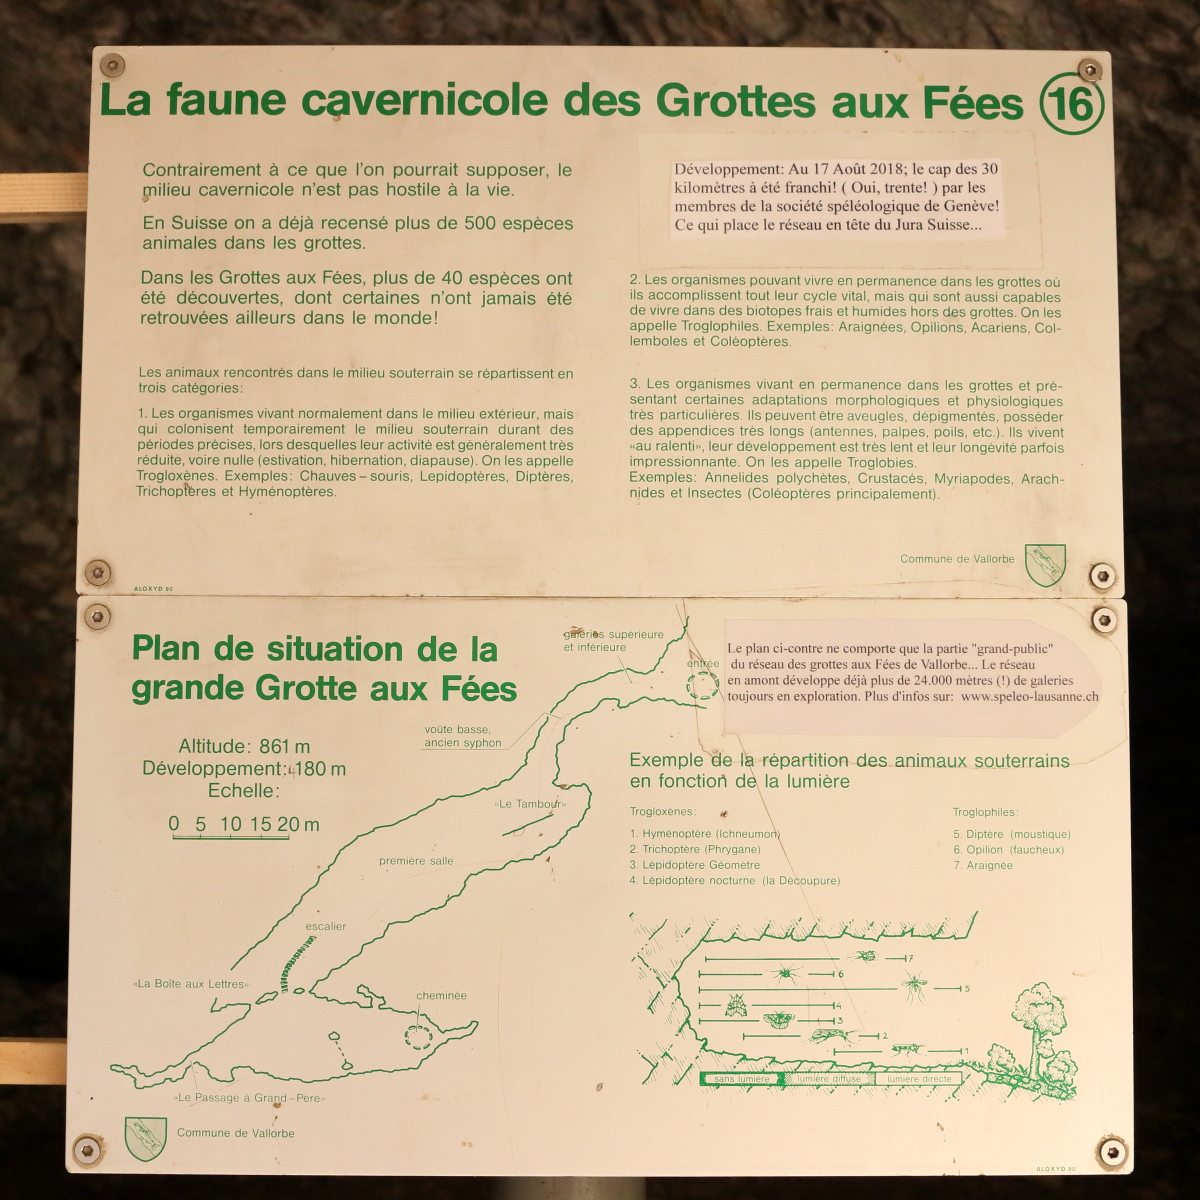 La faune cavernicole des Grottes aux Fées 16
Contrairement à ce que l'on pourrait supposer, le
milieu cavernicole n'est pas hostile à la vie.
En Suisse on a déjà recensé plus de 500 espèces
animales dans les grottes.
Dans les Grottes aux Fées, plus de 40 espèces ont
été découvertes, dont certaines n'ont jamais été
retrouvées ailleurs dans le monde!
Les animaux rencontrés dans le milieu souterrain se répartissent en
trois catégories:
1. Les organismes vivant normalement dans le milieu extérieur, mais
qui colonisent temporairement le milieu souterrain durant des
périodes précises, lors desquelles leur activité est généralement très
réduite, voire nulle (estivation, hibernation, diapause). On les appelle
Trogloxènes. Exemples: Chauves-souris, Lepidoptères, Diptères,
Trichoptères et Hyménoptères.
Développement: Au 17 Août 2018; le cap des 30
kilomètres à été franchi! ( Oui, trente! ) par les
membres de la société spéléologique de Genève!
Ce qui place le réseau en tête du Jura Suisse...
2. Les organismes pouvant vivre en permanence dans les grottes où
ils accomplissent tout leur cycle vital, mais qui sont aussi capables
de vivre dans des biotopes frais et humides hors des grottes. On les
appelle Troglophiles. Exemples: Araignées, Opilions, Acariens, Col-
lemboles et Coléoptères.
3. Les organismes vivant en permanence dans les grottes et pré-
sentant certaines adaptations morphologiques et physiologiques
très particulières. Ils peuvent être aveugles, dépigmentés, posséder
des appendices très longs (antennes, palpes, poils, etc.). Ils vivent
«au ralenti», leur développement est très lent et leur longévité parfois
impressionnante. On les appelle Troglobies.
Exemples: Annelides polychètes, Crustacés, Myriapodes, Arach-
nides et Insectes (Coléoptères principalement).
Commune de Vallorbe
ALOXYD 90
Plan de situation de la
grande Grotte aux Fées
Altitude: 861 m
Développement: 180 m
Echelle:
0 5 10 15 20 m
galeries supérieure
et inférieure
entrée
voûte basse,
ancien syphon
«Le Tambour»
première salle
escalier
«La Boîte aux Lettres»
cheminée
«Le Passage à Grand-Père»
Commune de Vallorbe
Le plan ci-contre ne comporte que la partie "grand-public"
du réseau des grottes aux Fées de Vallorbe... Le réseau
en amont développe déjà plus de 24.000 mètres (!) de galeries
toujours en exploration. Plus d'infos sur: www.speleo-lausanne.ch
Exemple de la répartition des animaux souterrains
en fonction de la lumière
Trogloxènes:
1. Hyménoptère (Ichneumon)
2. Trichoptère (Phrygane)
3. Lépidoptère Géomètre
4. Lépidoptère nocturne (la Découpure)
Troglophiles:
5. Diptère (moustique)
6. Opilion (faucheux)
7. Araignée
7
6
5
4
3
2
1
sans lumière lumière diffuse lumière directe
ALOXYD 90